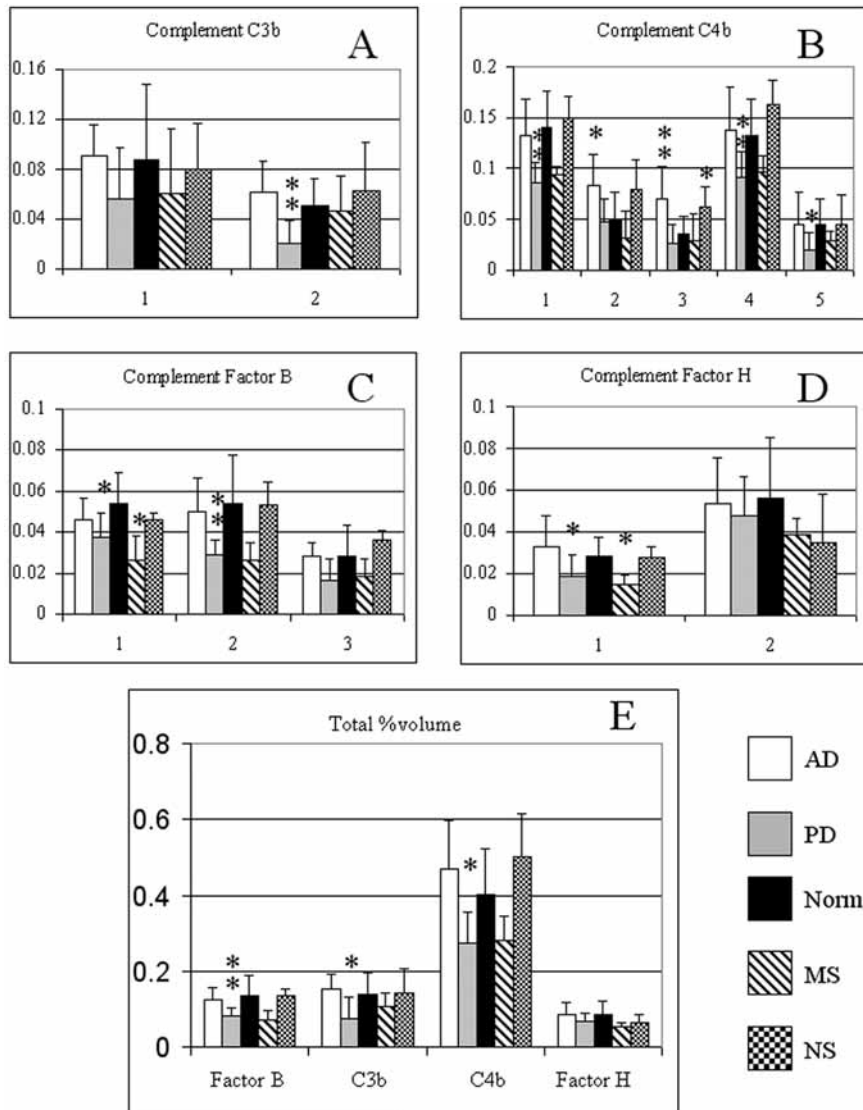 Complement C3b A
0.16
0.12
0.08
0.04
0
**
1 2
Complement C4b B
0.2
0.15
0.1
0.05
0
** * ** * ** *
1 2 3 4 5
Complement Factor B C
0.1
0.08
0.06
0.04
0.02
0
* * **
1 2 3
Complement Factor H D
0.1
0.08
0.06
0.04
0.02
0
* *
1 2
Total %volume E
0.8
0.6
0.4
0.2
0
** * *
Factor B C3b C4b Factor H
AD
PD
Norm
MS
NS